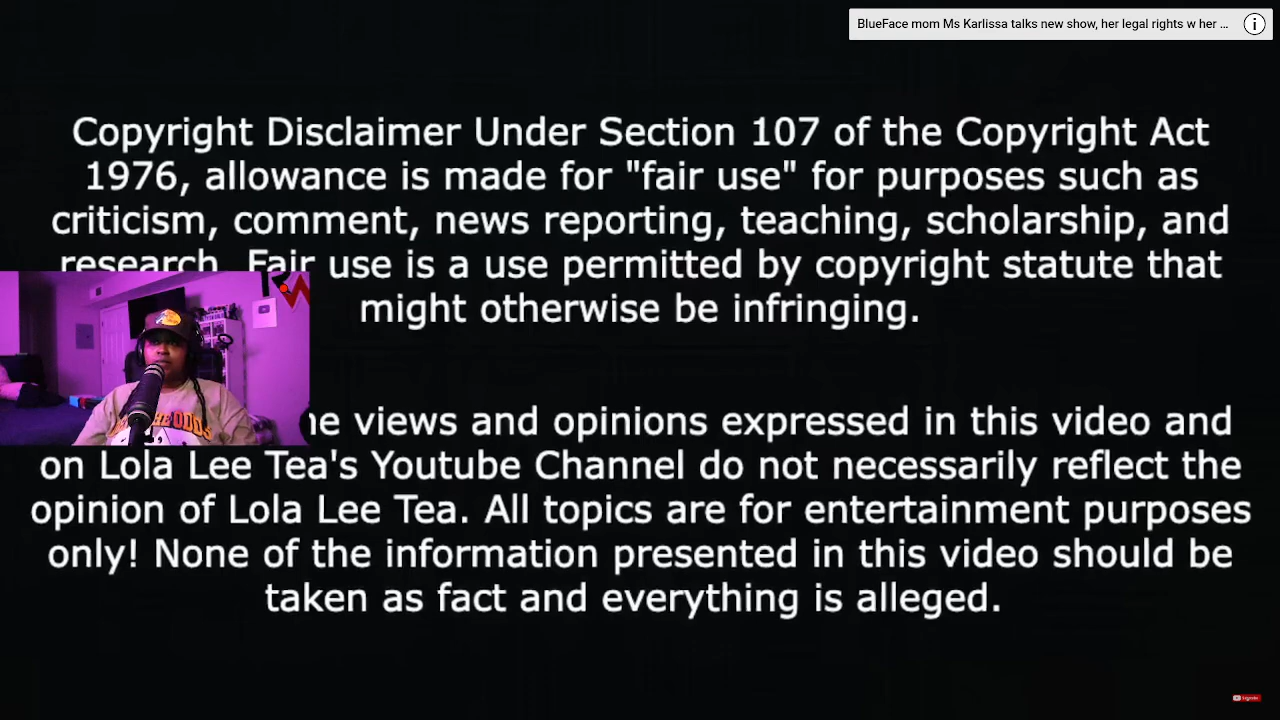 BlueFace mom Ms Karlissa talks new show, her legal rights w her ...
Copyright Disclaimer Under Section 107 of the Copyright Act
1976, allowance is made for "fair use" for purposes such as
criticism, comment, news reporting, teaching, scholarship, and
research. Fair use is a use permitted by copyright statute that
might otherwise be infringing.
views and opinions expressed in this video and
on Lola Lee Tea's Youtube Channel do not necessarily reflect the
opinion of Lola Lee Tea. All topics are for entertainment purposes
only! None of the information presented in this video should be
taken as fact and everything is alleged.